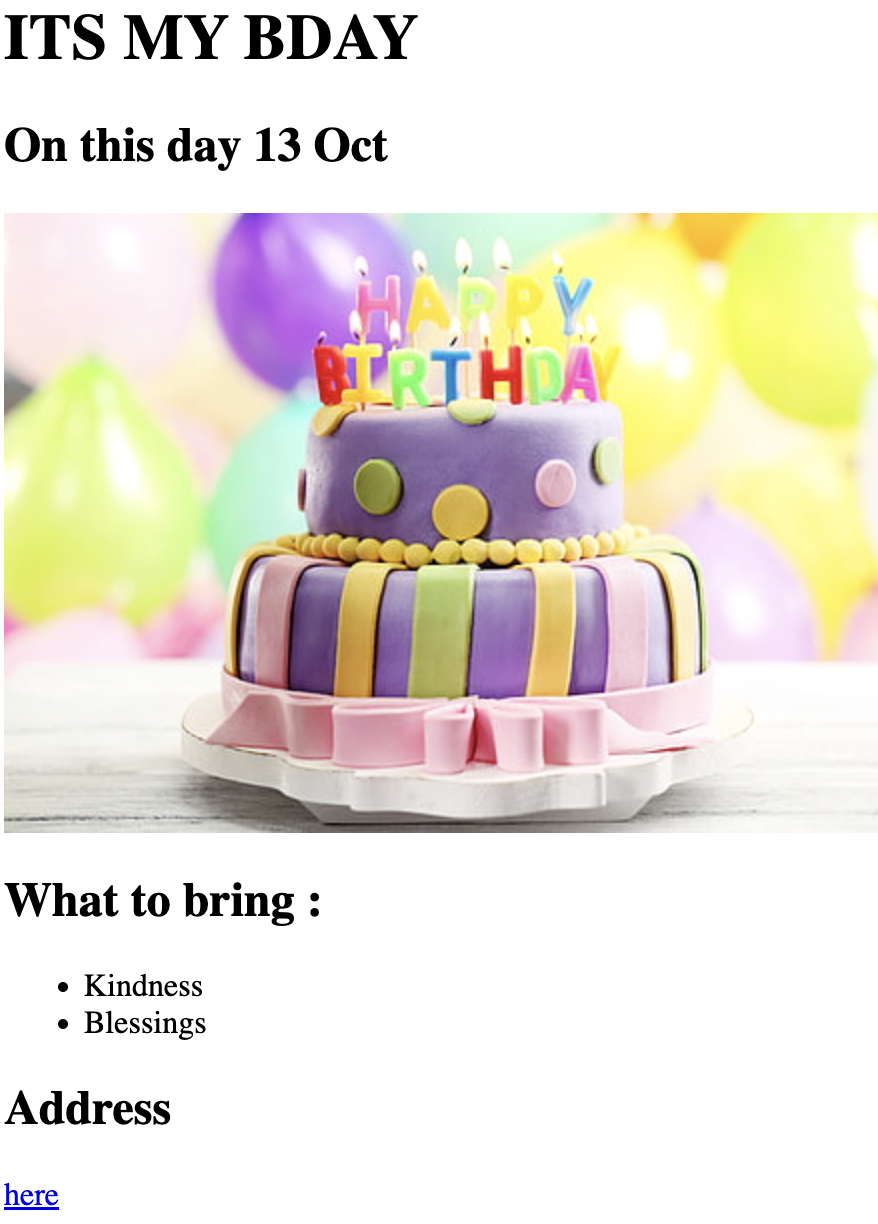 ITS MY BDAY
On this day 13 Oct
HAPPY
BIRTHDAY
What to bring :
Kindness
Blessings
Address
here